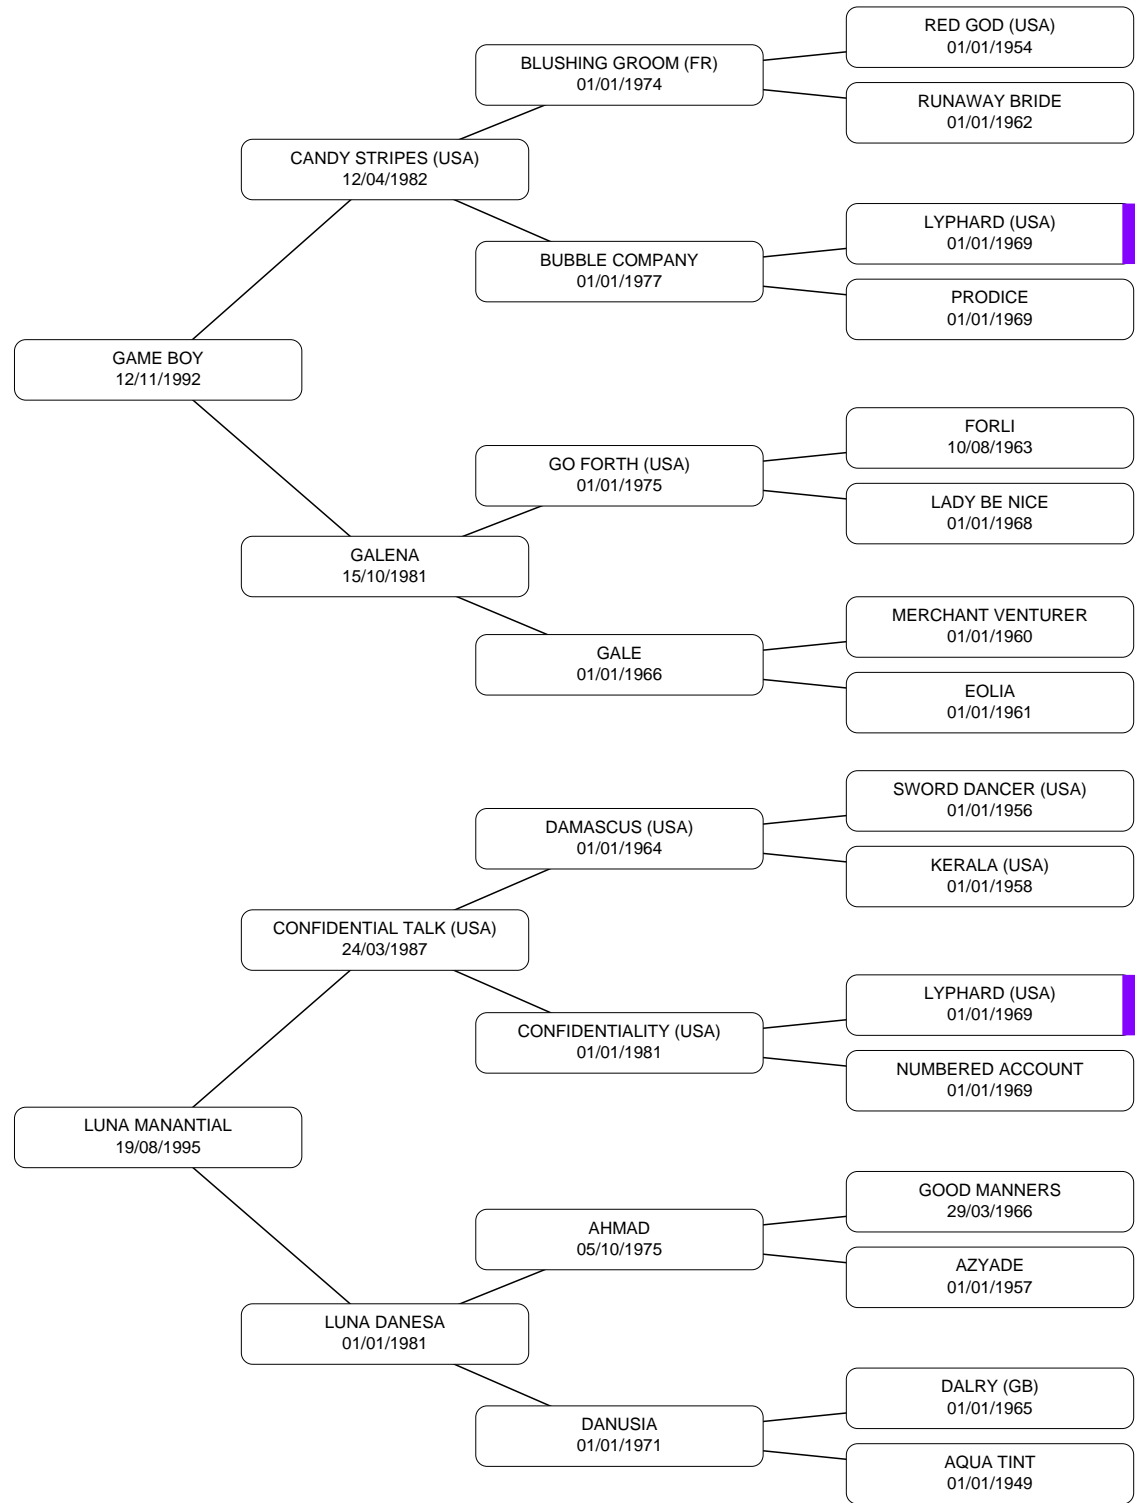 RED GOD (USA)
01/01/1954
BLUSHING GROOM (FR)
01/01/1974
RUNAWAY BRIDE
01/01/1962
CANDY STRIPES (USA)
12/04/1982
LYPHARD (USA)
01/01/1969
BUBBLE COMPANY
01/01/1977
PRODICE
01/01/1969
GAME BOY
12/11/1992
FORLI
10/08/1963
GO FORTH (USA)
01/01/1975
LADY BE NICE
01/01/1968
GALENA
15/10/1981
MERCHANT VENTURER
01/01/1960
GALE
01/01/1966
EOLIA
01/01/1961
SWORD DANCER (USA)
01/01/1956
DAMASCUS (USA)
01/01/1964
KERALA (USA)
01/01/1958
CONFIDENTIAL TALK (USA)
24/03/1987
LYPHARD (USA)
01/01/1969
CONFIDENTIALITY (USA)
01/01/1981
NUMBERED ACCOUNT
01/01/1969
LUNA MANANTIAL
19/08/1995
GOOD MANNERS
29/03/1966
AHMAD
05/10/1975
AZYADE
01/01/1957
LUNA DANESA
01/01/1981
DALRY (GB)
01/01/1965
DANUSIA
01/01/1971
AQUA TINT
01/01/1949